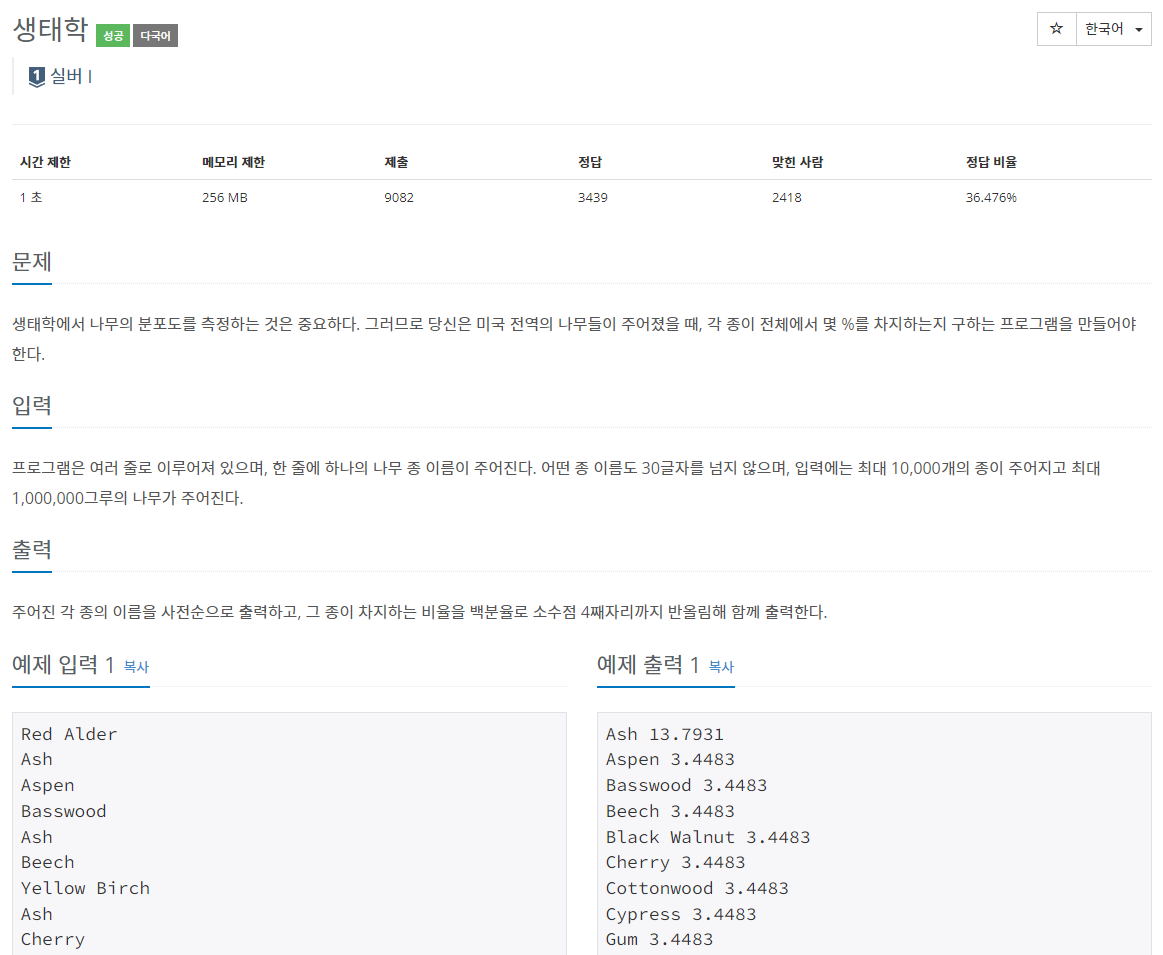 생태학 성공 다국어
☆ 한국어
1 실버 I
시간 제한 메모리 제한 제출 정답 맞힌 사람 정답 비율
1 초 256 MB 9082 3439 2418 36.476%
문제
생태학에서 나무의 분포도를 측정하는 것은 중요하다. 그러므로 당신은 미국 전역의 나무들이 주어졌을 때, 각 종이 전체에서 몇 %를 차지하는지 구하는 프로그램을 만들어야
한다.
입력
프로그램은 여러 줄로 이루어져 있으며, 한 줄에 하나의 나무 종 이름이 주어진다. 어떤 종 이름도 30글자를 넘지 않으며, 입력에는 최대 10,000개의 종이 주어지고 최대
1,000,000그루의 나무가 주어진다.
출력
주어진 각 종의 이름을 사전순으로 출력하고, 그 종이 차지하는 비율을 백분율로 소수점 4째자리까지 반올림해 함께 출력한다.
예제 입력 1 복사
Red Alder
Ash
Aspen
Basswood
Ash
Beech
Yellow Birch
Ash
Cherry
예제 출력 1 복사
Ash 13.7931
Aspen 3.4483
Basswood 3.4483
Beech 3.4483
Black Walnut 3.4483
Cherry 3.4483
Cottonwood 3.4483
Cypress 3.4483
Gum 3.4483